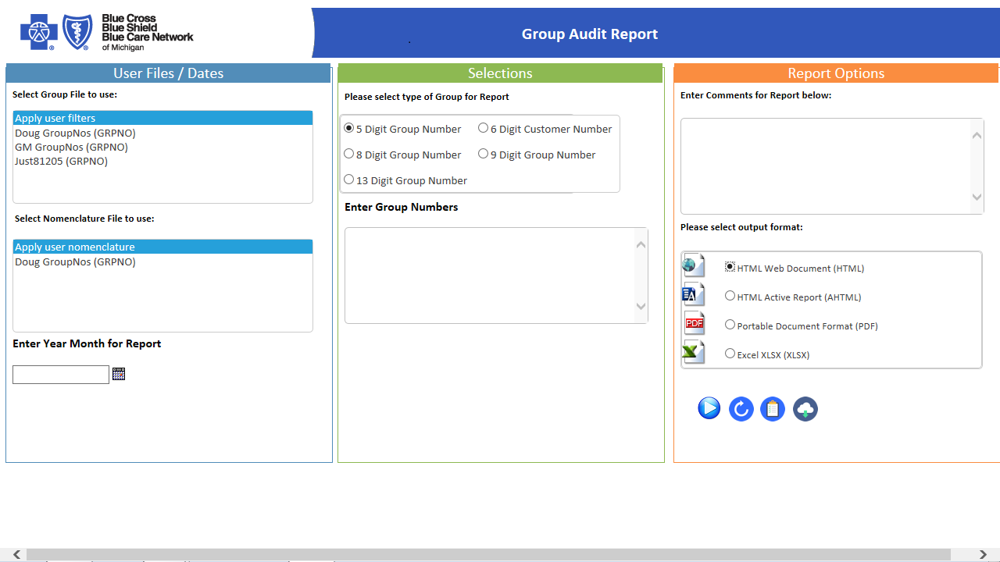 Blue Cross
Blue Shield
Blue Care Network
of Michigan
Group Audit Report
User Files / Dates
Select Group File to use:
Apply user filters
Doug GroupNos (GRPNO)
GM GroupNos (GRPNO)
Just81205 (GRPNO)
Select Nomenclature File to use:
Apply user nomenclature
Doug GroupNos (GRPNO)
Enter Year Month for Report
Selections
Please select type of Group for Report
5 Digit Group Number
6 Digit Customer Number
8 Digit Group Number
9 Digit Group Number
13 Digit Group Number
Enter Group Numbers
Report Options
Enter Comments for Report below:
Please select output format:
HTML Web Document (HTML)
A
HTML Active Report (AHTML)
PDF
Portable Document Format (PDF)
X
Excel XLSX (XLSX)